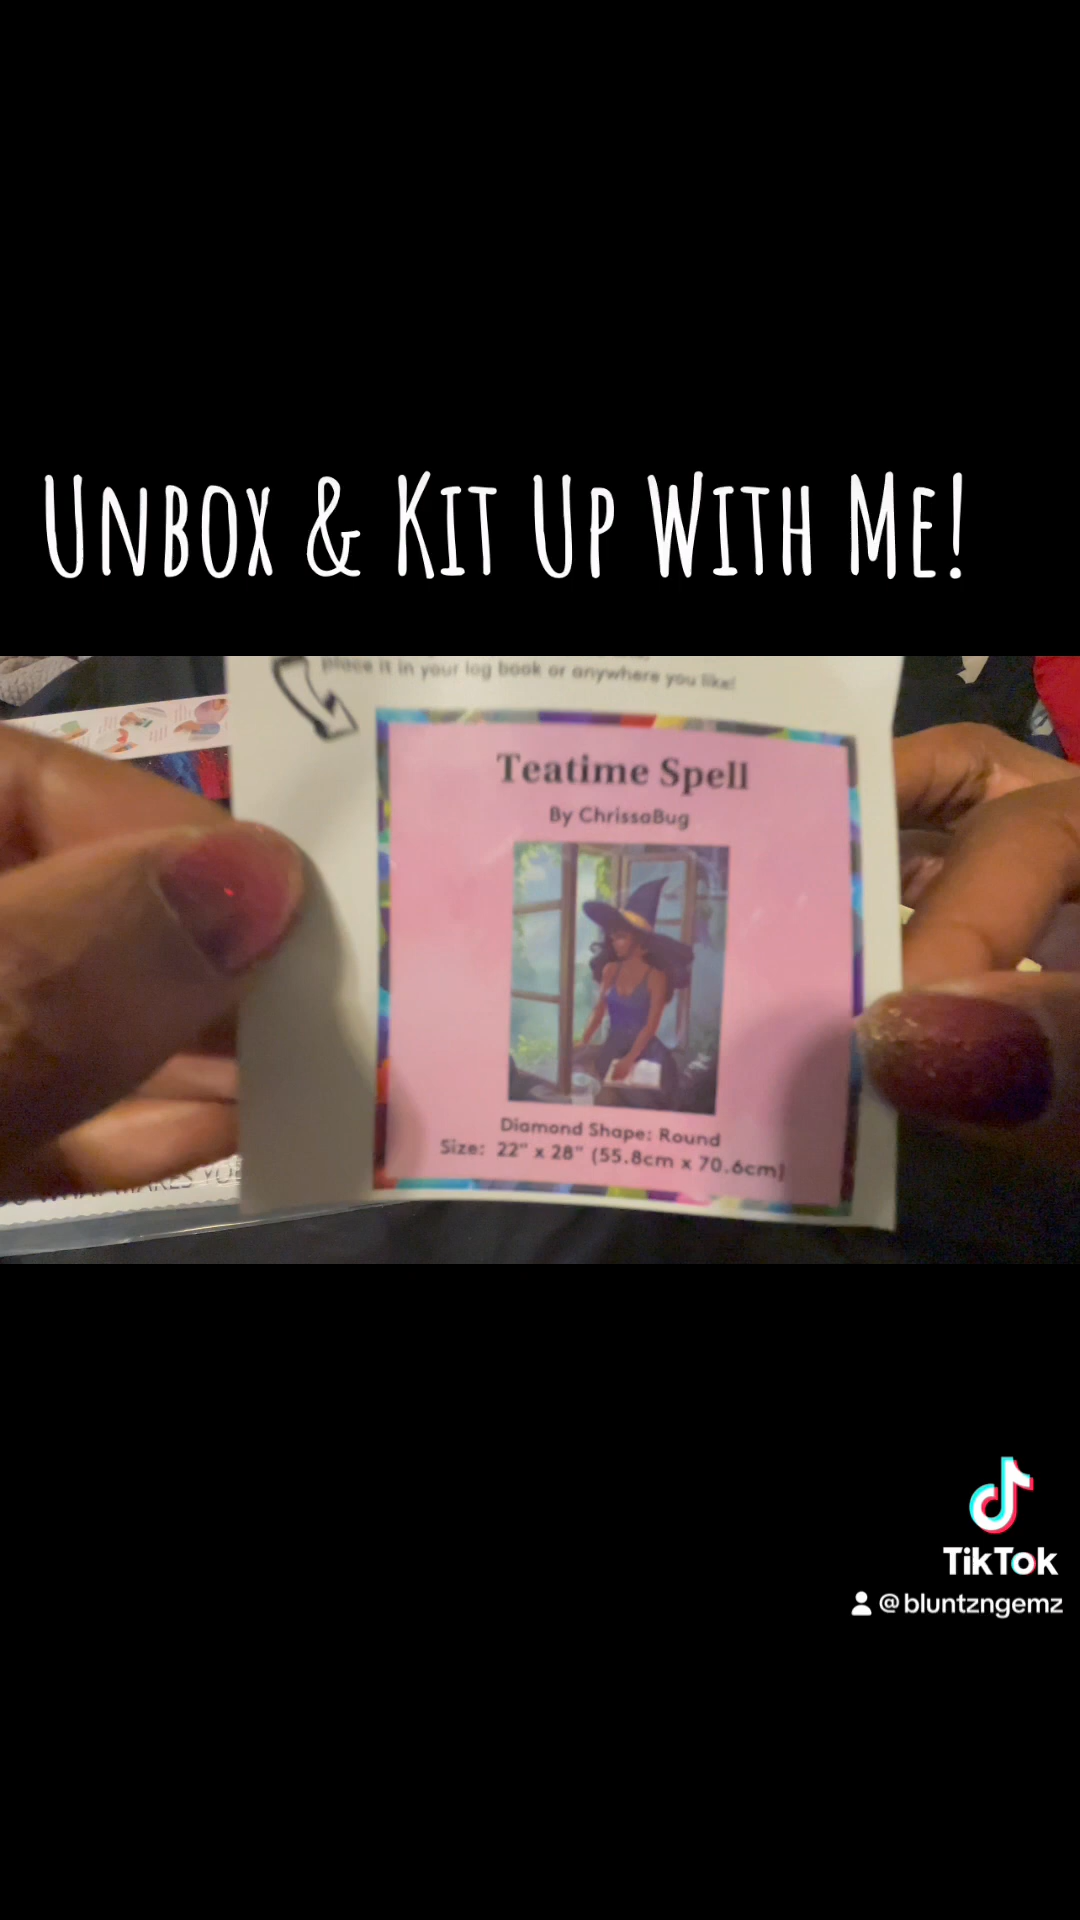 Unbox & Kit Up With Me!
place it in your log book or anywhere you like!
Teatime Spell
By ChrissaBug
Diamond Shape: Round
Size: 22" x 28" (55.8cm x 70.6cm)
TikTok
@bluntzngemz